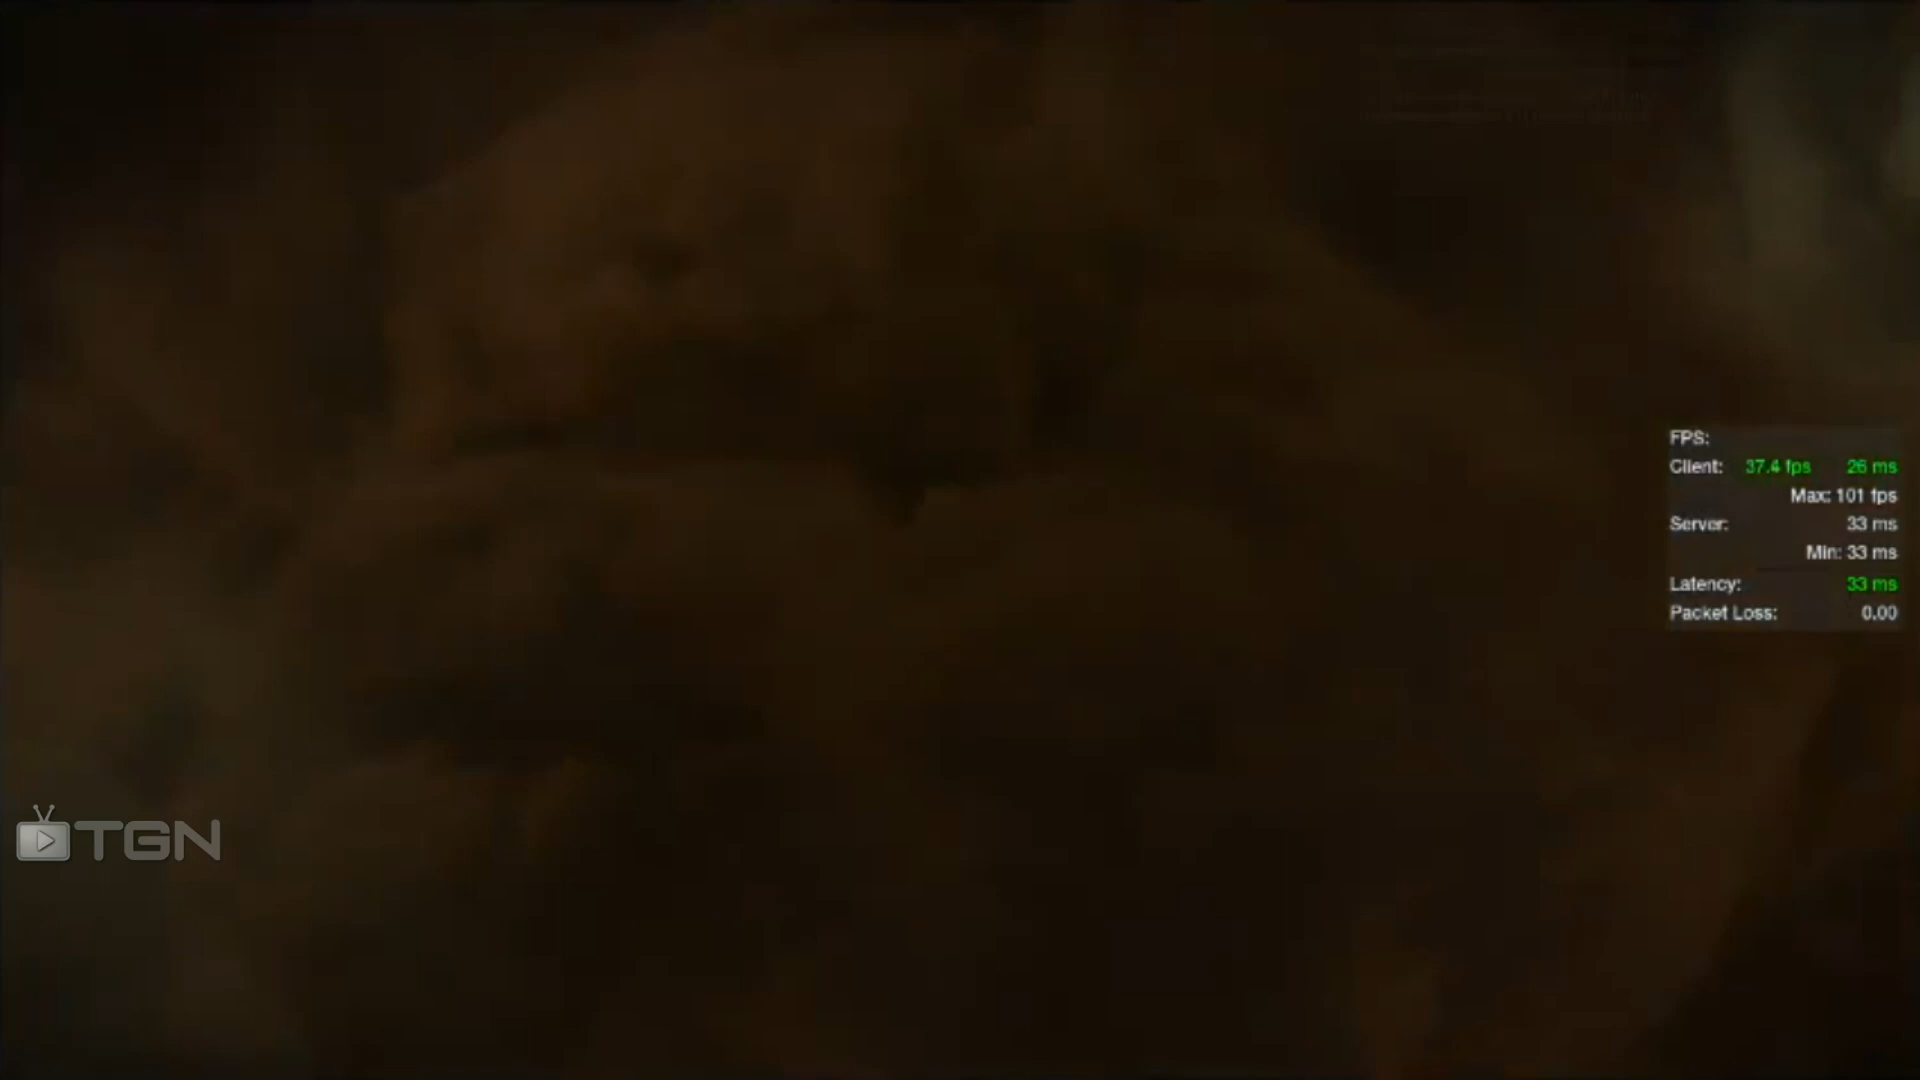 FPS:
Client: 37.4 fps 26 ms
Max: 101 fps
Server: 33 ms
Min: 33 ms
Latency: 33 ms
Packet Loss: 0.00
TGN